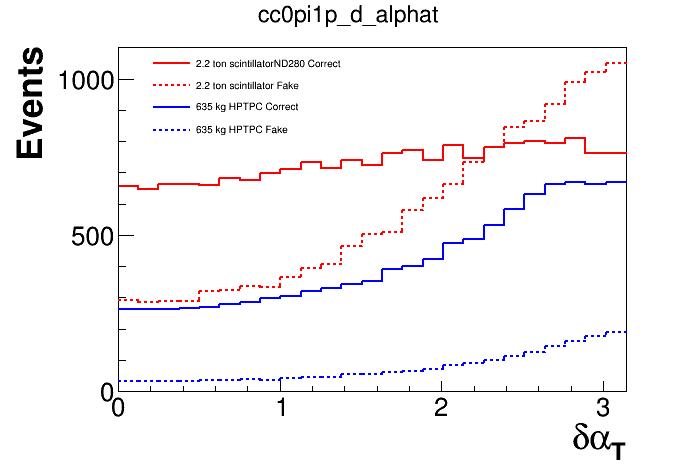 cc0pi1p_d_alphat
Events
1000
500
0
2.2 ton scintillatorND280 Correct
2.2 ton scintillator Fake
635 kg HPTPC Correct
635 kg HPTPC Fake
0 1 2 3
δα_T